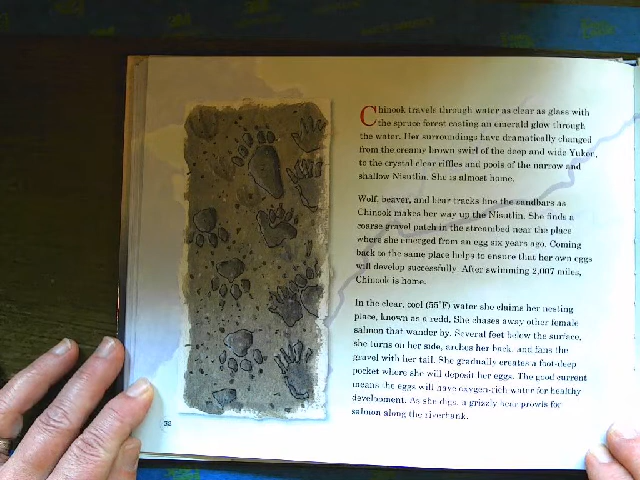 Chinook travels through water as clear as glass with
the spruce forest casting an emerald glow through
the water. Her surroundings have dramatically changed
from the creamy brown swirl of the deep and wide Yukon,
to the crystal clear riffles and pools of the narrow and
shallow Nisutlin. She is almost home.
Wolf, beaver, and bear tracks line the sandbars as
Chinook makes her way up the Nisutlin. She finds a
coarse gravel patch in the streambed near the place
where she emerged from an egg six years ago. Coming
back to the same place helps to ensure that her own eggs
will develop successfully. After swimming 2,007 miles,
Chinook is home.
In the clear, cool (55°F) water she claims her nesting
place, known as a redd. She chases away other female
salmon that wander by. Several feet below the surface,
she turns on her side, arches her back, and fans the
gravel with her tail. She gradually creates a foot-deep
pocket where she will deposit her eggs. The good current
means the eggs will have oxygen-rich water for healthy
development. As she digs, a grizzly bear prowls for
salmon along the riverbank.
32